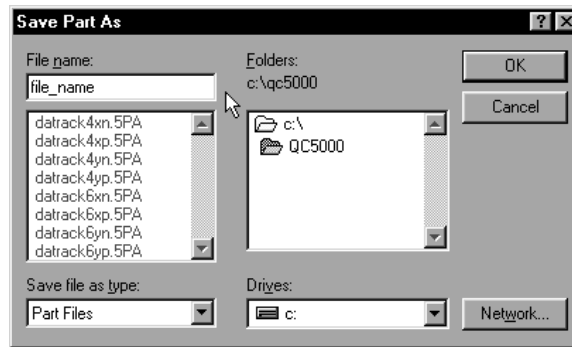 Save Part As
File name:
file_name
datrack4xn.5PA
datrack4xp.5PA
datrack4yn.5PA
datrack4yp.5PA
datrack6xn.5PA
datrack6xp.5PA
datrack6yn.5PA
datrack6yp.5PA
Save file as type:
Part Files
Folders:
c:\qc5000
c:\
QC5000
Drives:
c:
OK
Cancel
Network...